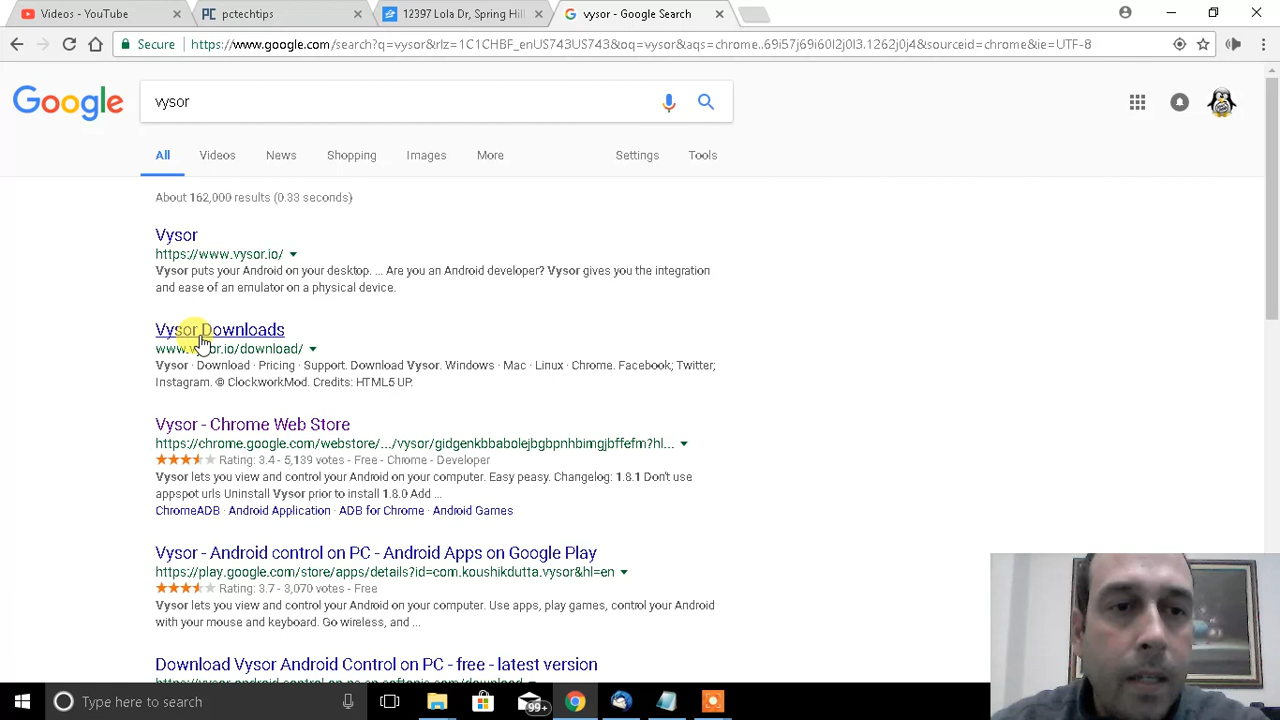 Videos - YouTube
pctechtips
12397 Lola Dr, Spring Hill
vysor - Google Search
Secure
https://www.google.com/search?q=vysor&rlz=1C1CHBF_enUS743US743&oq=vysor&aqs=chrome..69i57j69i60l2j0l3.1262j0j4&sourceid=chrome&ie=UTF-8
Google
vysor
All
Videos
News
Shopping
Images
More
Settings
Tools
About 162,000 results (0.33 seconds)
Vysor
https://www.vysor.io/
Vysor puts your Android on your desktop. ... Are you an Android developer? Vysor gives you the integration
and ease of an emulator on a physical device.
Vysor Downloads
www.vysor.io/download/
Vysor · Download · Pricing · Support. Download Vysor. Windows · Mac · Linux · Chrome. Facebook; Twitter;
Instagram. © ClockworkMod. Credits: HTML5 UP.
Vysor - Chrome Web Store
https://chrome.google.com/webstore/.../vysor/gidgenkbbabolejbgbpnhbimgjbffefm?hl...
Rating: 3.4 - 5,139 votes - Free - Chrome - Developer
Vysor lets you view and control your Android on your computer. Easy peasy. Changelog: 1.8.1 Don't use
appspot urls Uninstall Vysor prior to install 1.8.0 Add ...
ChromeADB · Android Application · ADB for Chrome · Android Games
Vysor - Android control on PC - Android Apps on Google Play
https://play.google.com/store/apps/details?id=com.koushikdutta.vysor&hl=en
Rating: 3.7 - 3,070 votes - Free
Vysor lets you view and control your Android on your computer. Use apps, play games, control your Android
with your mouse and keyboard. Go wireless, and ...
Download Vysor Android Control on PC - free - latest version
Type here to search
99+